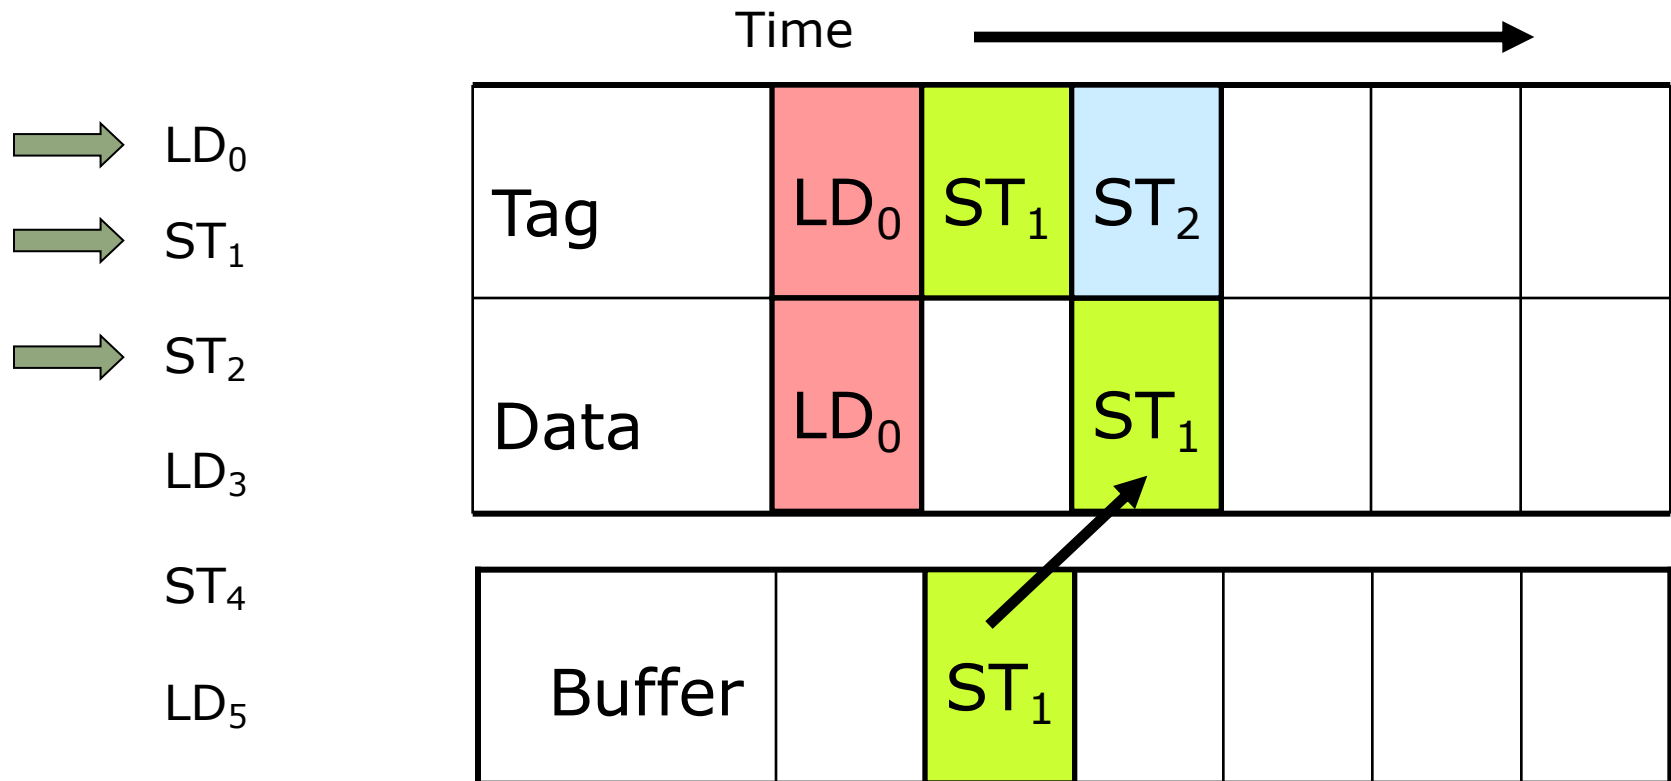 Time
LD₀
ST₁
ST₂
LD₃
ST₄
LD₅
Tag LD₀ ST₁ ST₂
Data LD₀ ST₁
Buffer ST₁